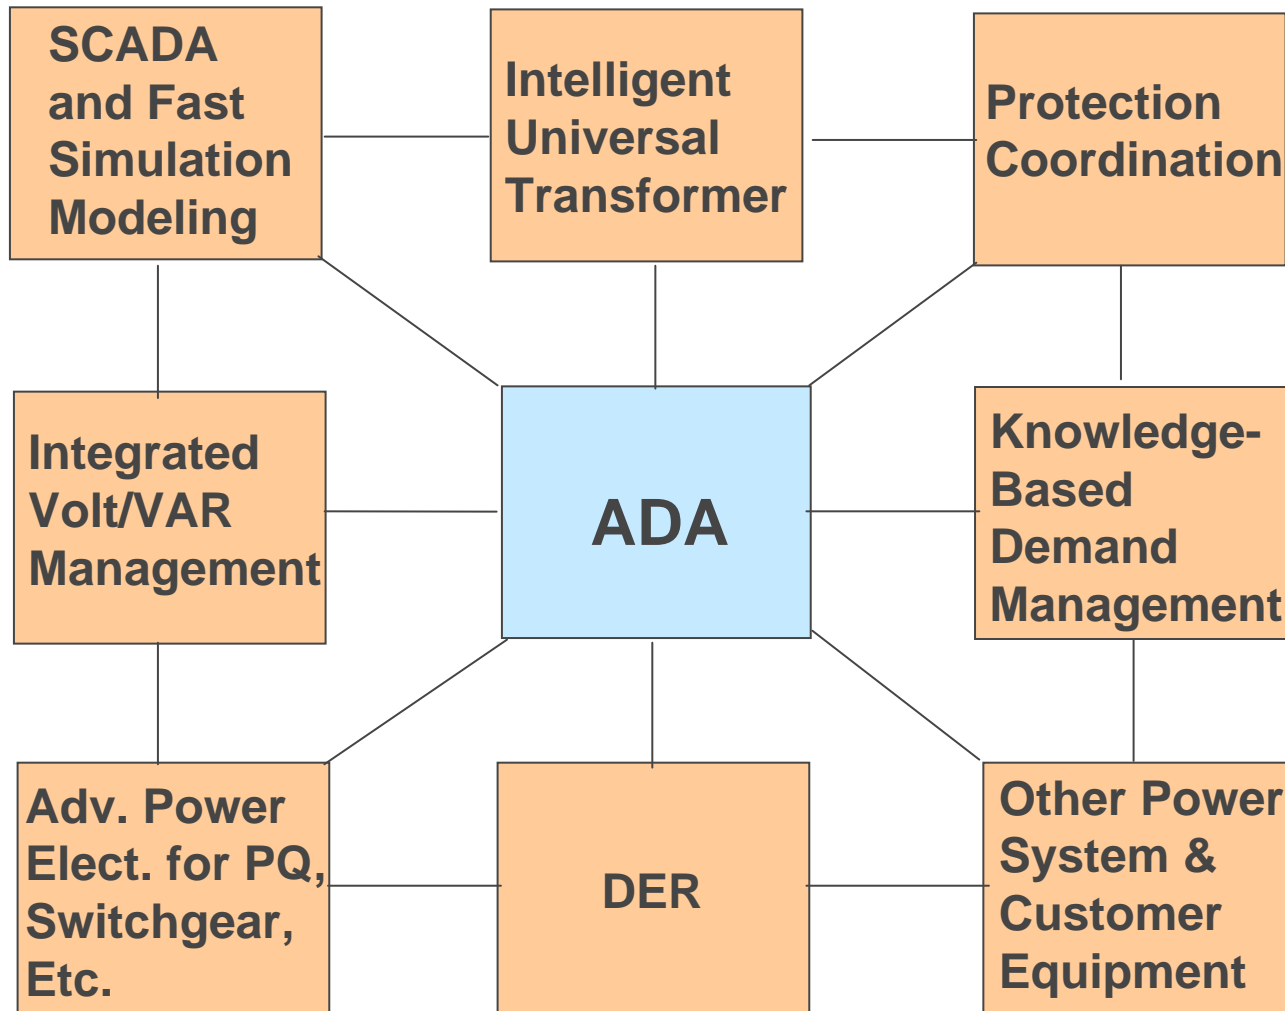 SCADA
and Fast
Simulation
Modeling
Intelligent
Universal
Transformer
Protection
Coordination
Integrated
Volt/VAR
Management
ADA
Knowledge-
Based
Demand
Management
Adv. Power
Elect. for PQ,
Switchgear,
Etc.
DER
Other Power
System &
Customer
Equipment